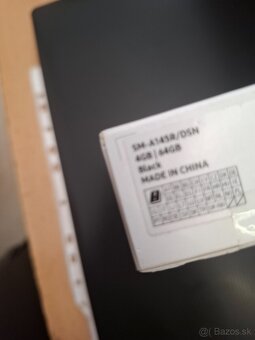 SM-A145R/DSN
4GB | 64GB
Black
MADE IN CHINA
Bazos.sk